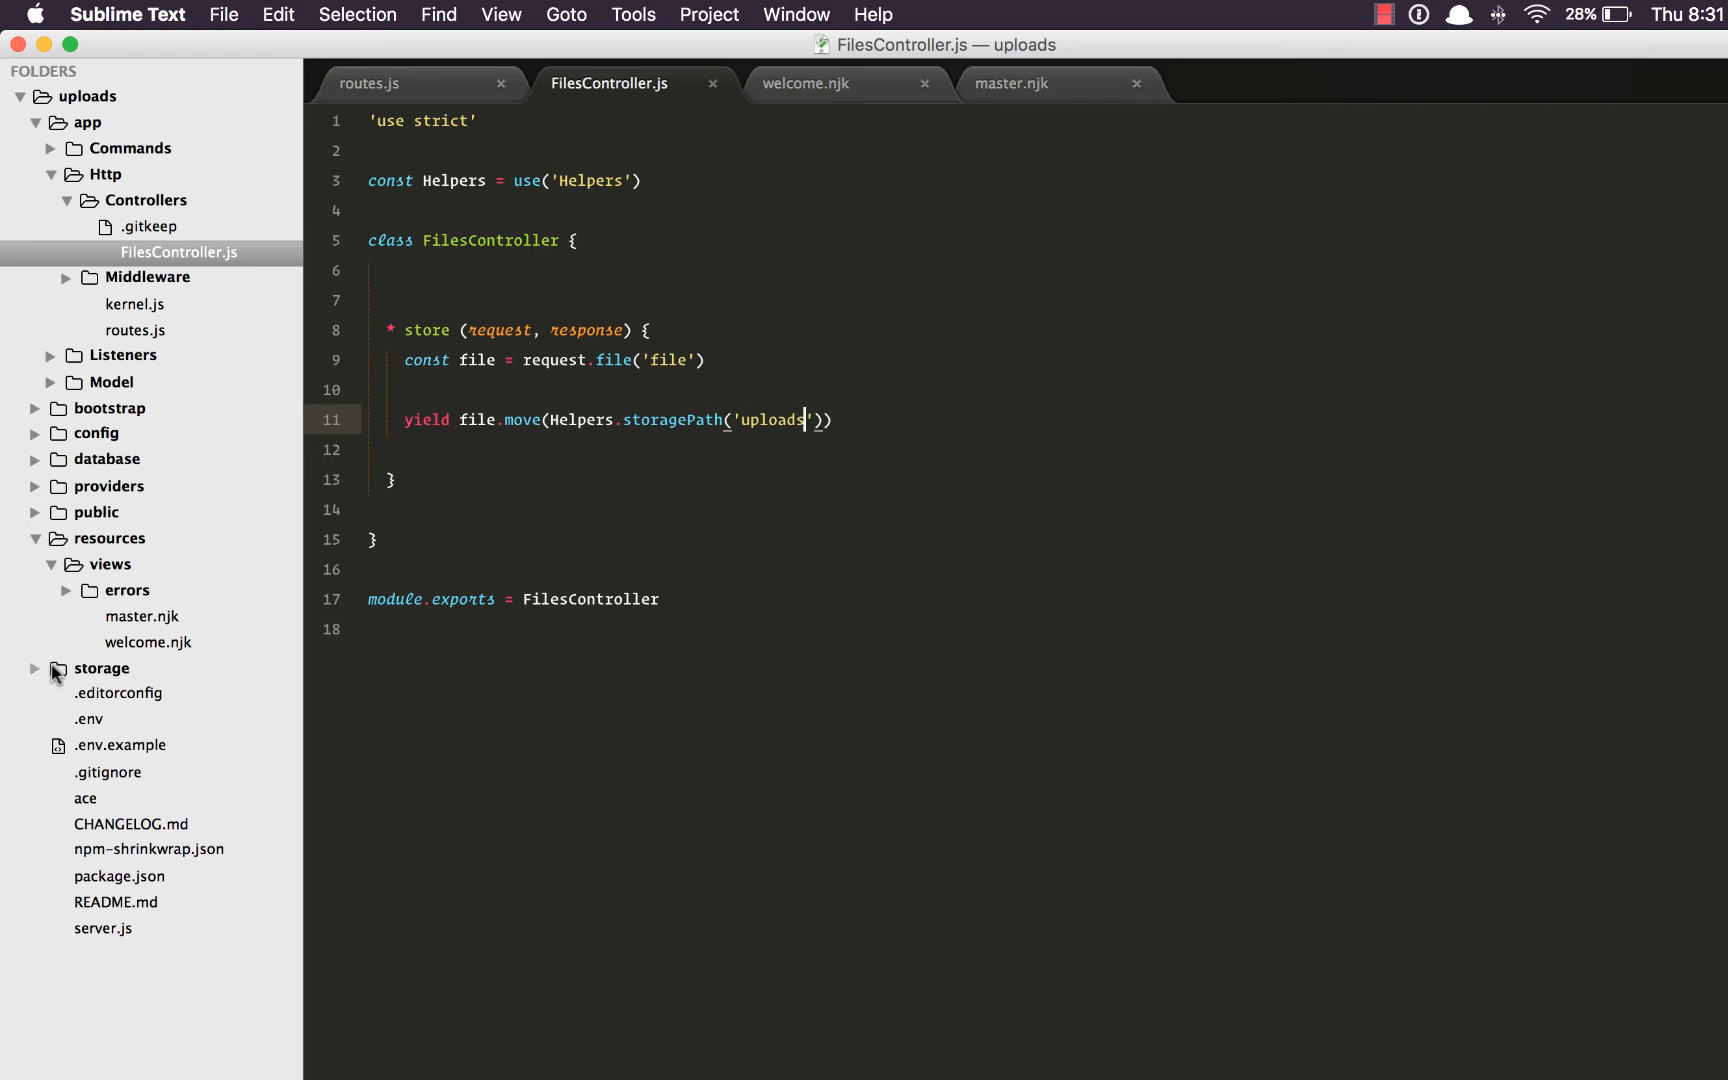 Sublime Text File Edit Selection Find View Goto Tools Project Window Help 28% Thu 8:31
FilesController.js — uploads
FOLDERS
uploads
app
Commands
Http
Controllers
.gitkeep
FilesController.js
Middleware
kernel.js
routes.js
Listeners
Model
bootstrap
config
database
providers
public
resources
views
errors
master.njk
welcome.njk
storage
.editorconfig
.env
.env.example
.gitignore
ace
CHANGELOG.md
npm-shrinkwrap.json
package.json
README.md
server.js
routes.js × FilesController.js × welcome.njk × master.njk ×
1 'use strict'
2
3 const Helpers = use('Helpers')
4
5 class FilesController {
6
7
8 * store (request, response) {
9 const file = request.file('file')
10
11 yield file.move(Helpers.storagePath('uploads'))
12
13 }
14
15 }
16
17 module.exports = FilesController
18